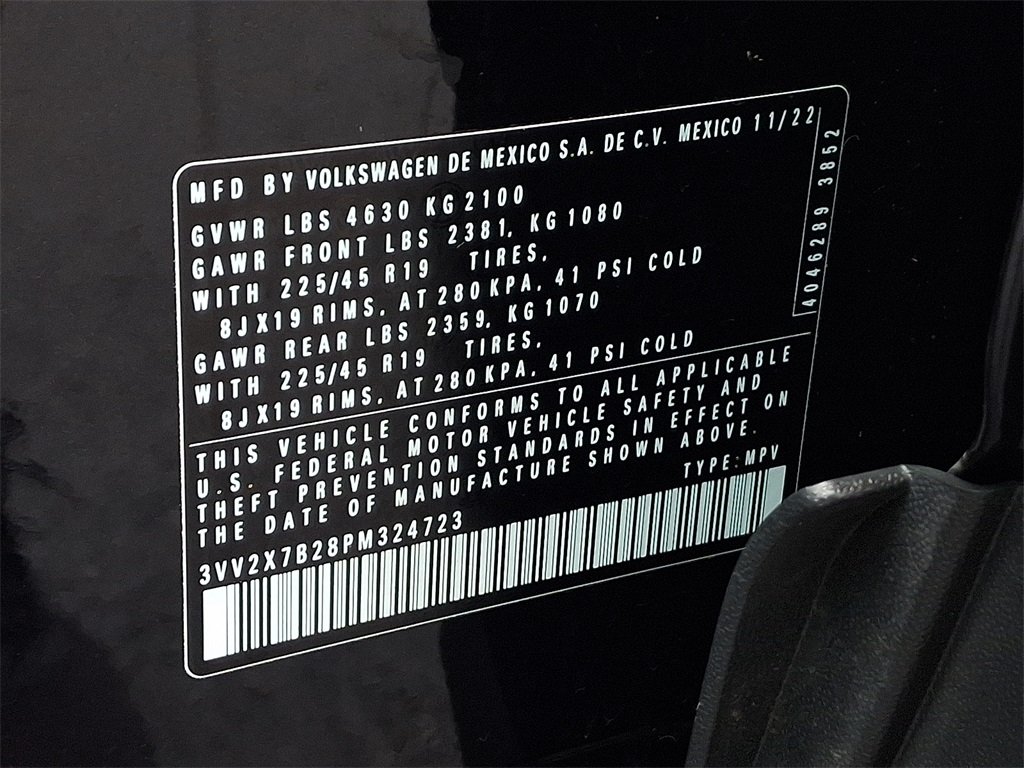 MFD BY VOLKSWAGEN DE MEXICO S.A. DE C.V. MEXICO 11/22
GVWR LBS 4630 KG 2100
GAWR FRONT LBS 2381, KG 1080
WITH 225/45 R19 TIRES,
8JX19 RIMS, AT 280 KPA, 41 PSI COLD
GAWR REAR LBS 2359, KG 1070
WITH 225/45 R19 TIRES,
8JX19 RIMS, AT 280 KPA, 41 PSI COLD
4046289 3852
THIS VEHICLE CONFORMS TO ALL APPLICABLE
U.S. FEDERAL MOTOR VEHICLE SAFETY AND
THEFT PREVENTION STANDARDS IN EFFECT ON
THE DATE OF MANUFACTURE SHOWN ABOVE.
TYPE: MPV
3VV2X7B28PM324723